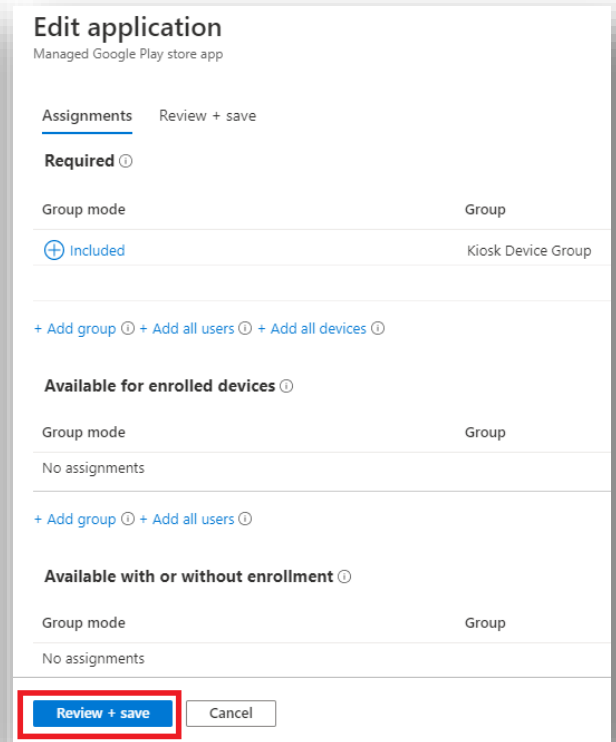 Edit application
Managed Google Play store app
Assignments Review + save
Required
Group mode Group
Included Kiosk Device Group
+ Add group + Add all users + Add all devices
Available for enrolled devices
Group mode Group
No assignments
+ Add group + Add all users
Available with or without enrollment
Group mode Group
No assignments
Review + save Cancel